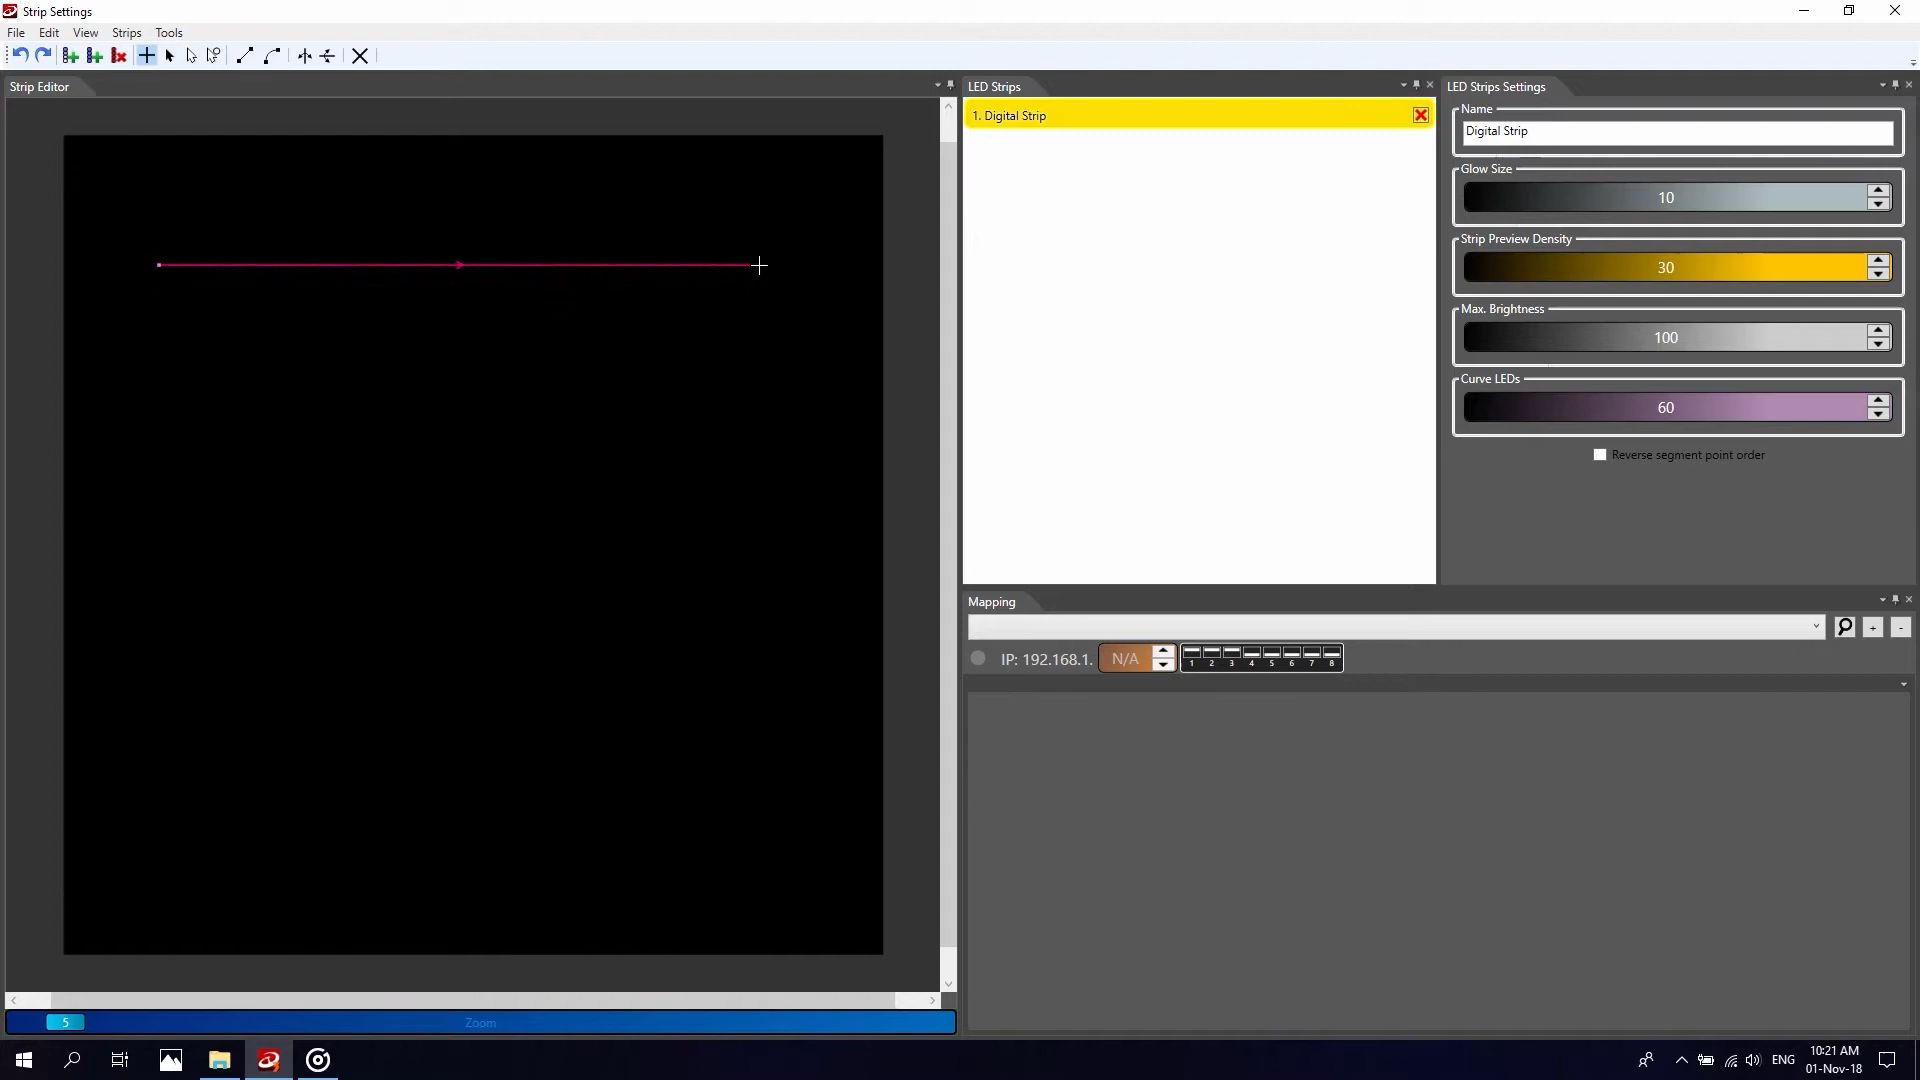 Strip Settings
File Edit View Strips Tools
Strip Editor
LED Strips
LED Strips Settings
1. Digital Strip
Name
Digital Strip
Glow Size
10
Strip Preview Density
30
Max. Brightness
100
Curve LEDs
60
Reverse segment point order
Mapping
+ -
IP: 192.168.1. N/A
1 2 3 4 5 6 7 8
5 Zoom
ENG
10:21 AM
01-Nov-18